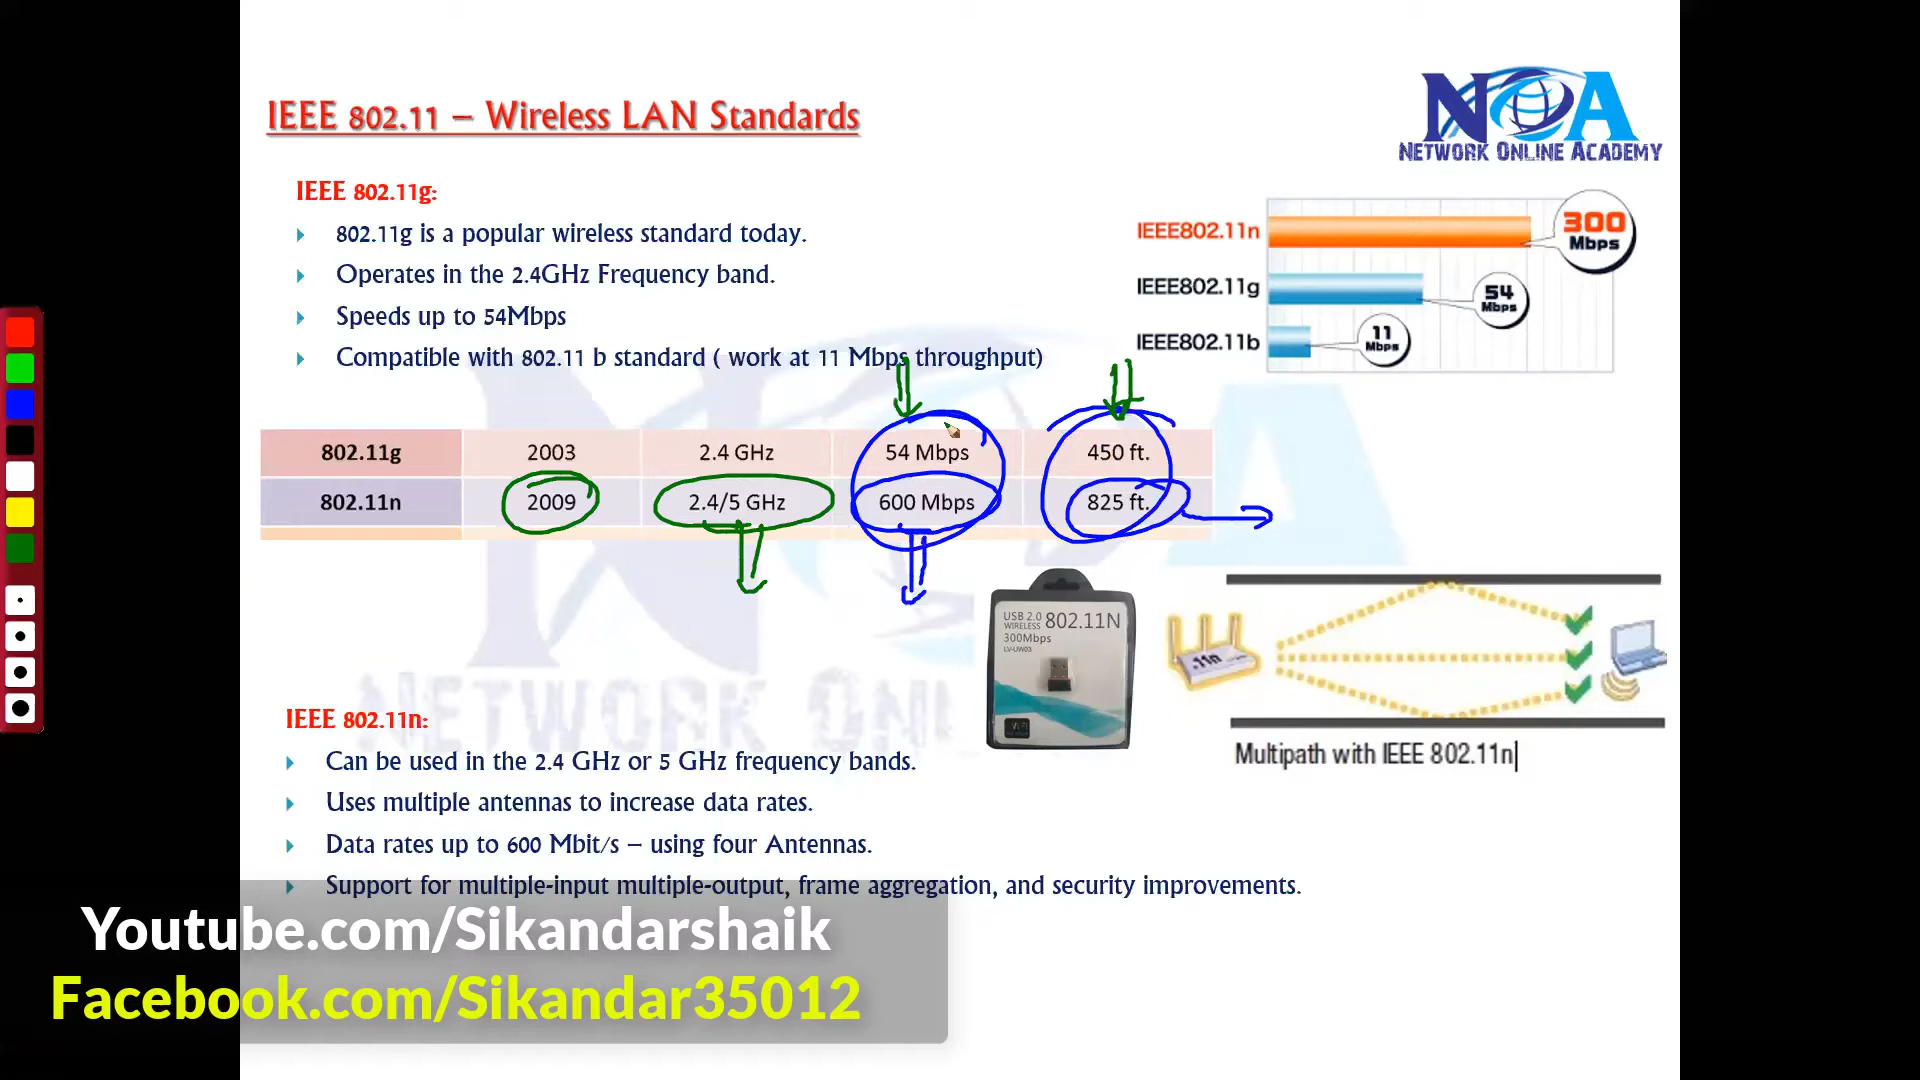 IEEE 802.11 – Wireless LAN Standards
NOA
NETWORK ONLINE ACADEMY
IEEE 802.11g:
802.11g is a popular wireless standard today.
Operates in the 2.4GHz Frequency band.
Speeds up to 54Mbps
Compatible with 802.11 b standard ( work at 11 Mbps throughput)
IEEE802.11n
300
Mbps
IEEE802.11g
54
Mbps
IEEE802.11b
11
Mbps
802.11g 2003 2.4 GHz 54 Mbps 450 ft.
802.11n 2009 2.4/5 GHz 600 Mbps 825 ft.
NETWORK ONL
USB 2.0
WIRELESS 802.11N
300Mbps
LV-UW03
WiFi
.11n
Multipath with IEEE 802.11n
IEEE 802.11n:
Can be used in the 2.4 GHz or 5 GHz frequency bands.
Uses multiple antennas to increase data rates.
Data rates up to 600 Mbit/s – using four Antennas.
Support for multiple-input multiple-output, frame aggregation, and security improvements.
Youtube.com/Sikandarshaik
Facebook.com/Sikandar35012